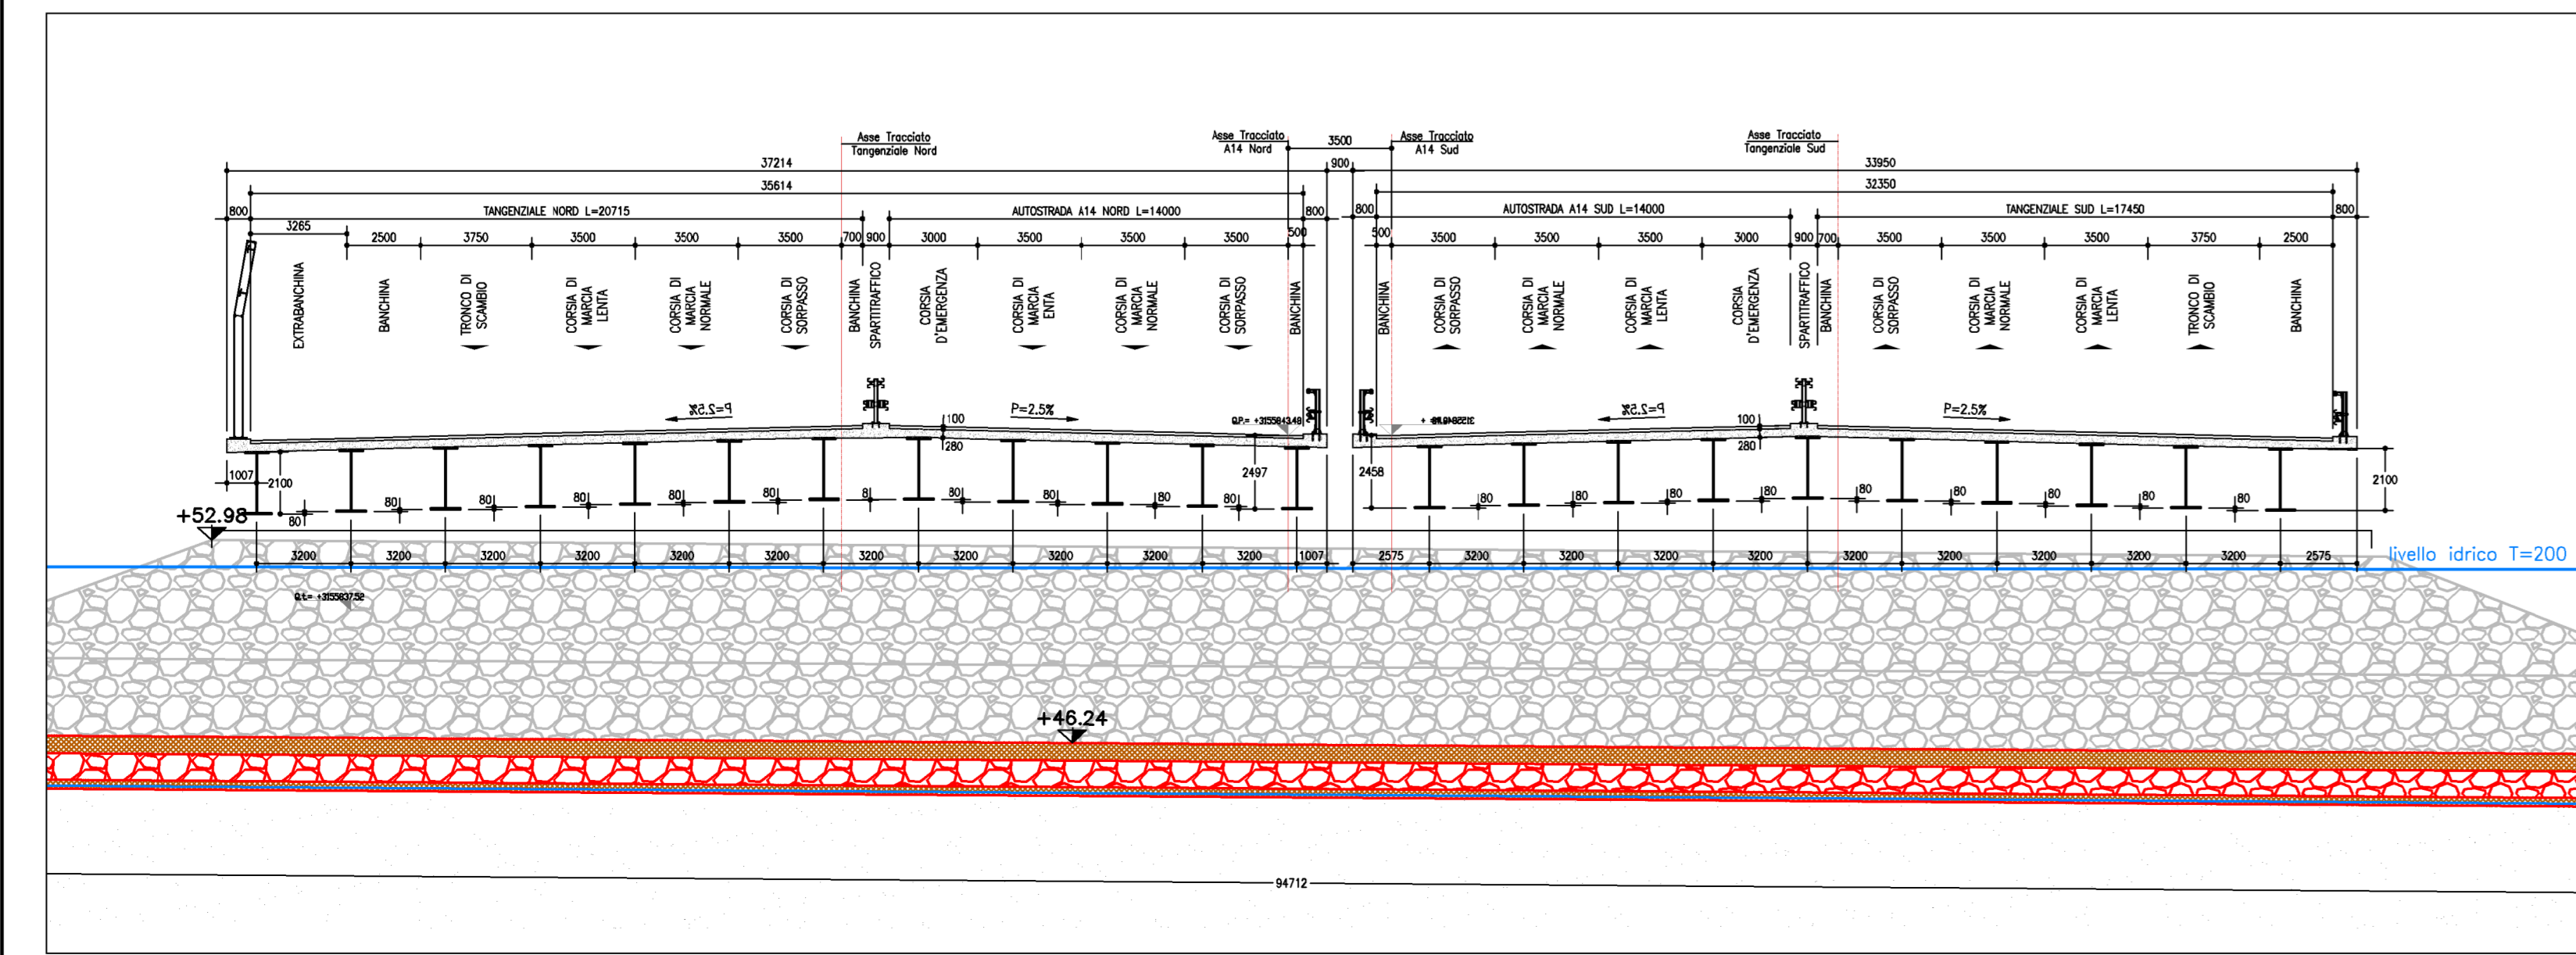 Asse Tracciato
Tangenziale Nord
Asse Tracciato
A14 Nord
3500
Asse Tracciato
A14 Sud
Asse Tracciato
Tangenziale Sud
37214
900
33950
35614
32350
800
TANGENZIALE NORD L=20715
AUTOSTRADA A14 NORD L=14000
800
800
AUTOSTRADA A14 SUD L=14000
TANGENZIALE SUD L=17450
800
3265
2500
3750
3500
3500
3500
700
900
3000
3500
3500
3500
500
500
3500
3500
3500
3000
900
700
3500
3500
3500
3750
2500
EXTRABANCHINA
BANCHINA
TRONCO DI
SCAMBIO
CORSIA DI
MARCIA
LENTA
CORSIA DI
MARCIA
NORMALE
CORSIA DI
SORPASSO
BANCHINA
SPARTITRAFFICO
CORSIA
D'EMERGENZA
CORSIA DI
MARCIA
ENTA
CORSIA DI
MARCIA
NORMALE
CORSIA DI
SORPASSO
BANCHINA
BANCHINA
CORSIA DI
SORPASSO
CORSIA DI
MARCIA
NORMALE
CORSIA DI
MARCIA
LENTA
CORSIA
D'EMERGENZA
SPARTITRAFFICO
BANCHINA
CORSIA DI
SORPASSO
CORSIA DI
MARCIA
NORMALE
CORSIA DI
MARCIA
LENTA
TRONCO DI
SCAMBIO
BANCHINA
P=2.5%
100
P=2.5%
Q.P.= +3155843.48
P=2.5%
100
P=2.5%
280
280
1007
2100
2497
2458
2100
80
80
80
80
80
80
8
80
80
80
80
80
80
80
80
80
80
80
80
80
80
+52.98
3200
3200
3200
3200
3200
3200
3200
3200
3200
3200
3200
1007
2575
3200
3200
3200
3200
3200
3200
3200
3200
3200
2575
livello idrico T=200
Q.t.= +3155837.52
+46.24
94712